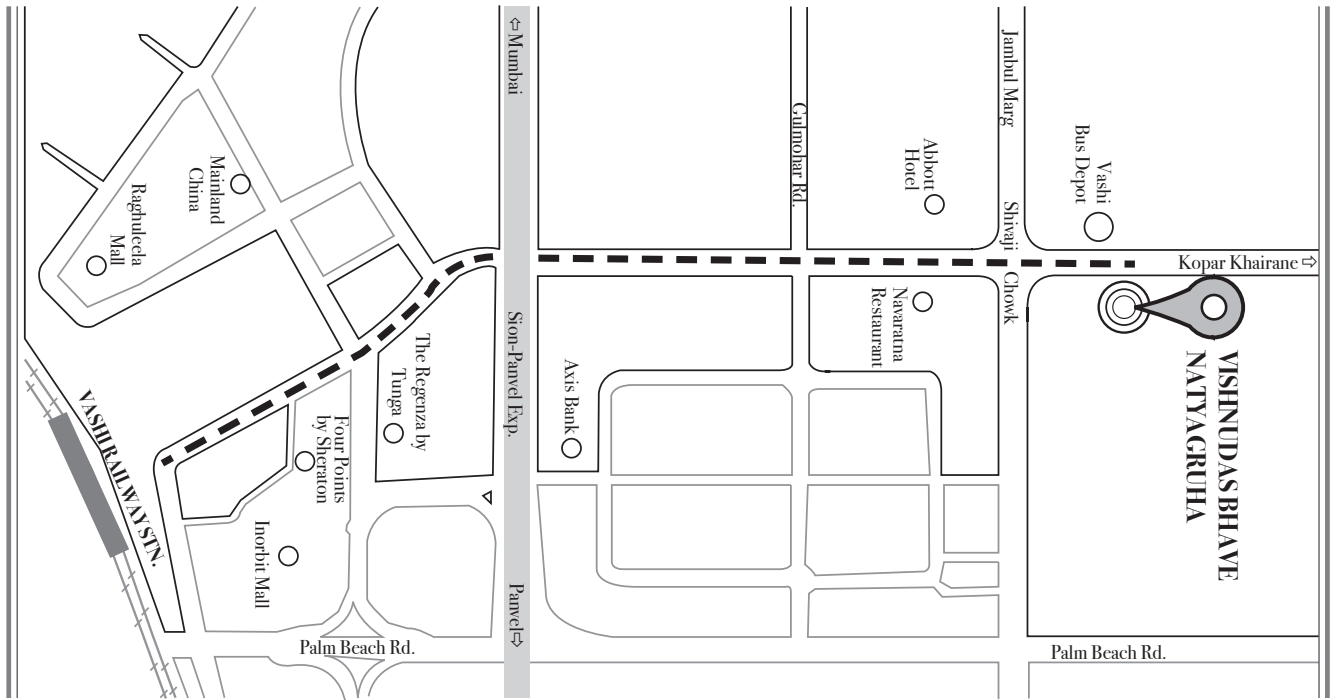 Mumbai
Sion-Panvel Exp.
Panvel
Gulmohar Rd.
Jambul Marg
Shivaji
Chowk
Abbott
Hotel
Vashi
Bus Depot
Kopar Khairane
Mainland
China
Raghuleela
Mall
Navaratna
Restaurant
VISHNUDAS BHAVE
NATYAGRUHA
The Regenza by
Tunga
Axis Bank
Four Points
by Sheraton
VASHI RAILWAY STN.
Inorbit Mall
Palm Beach Rd.
Palm Beach Rd.